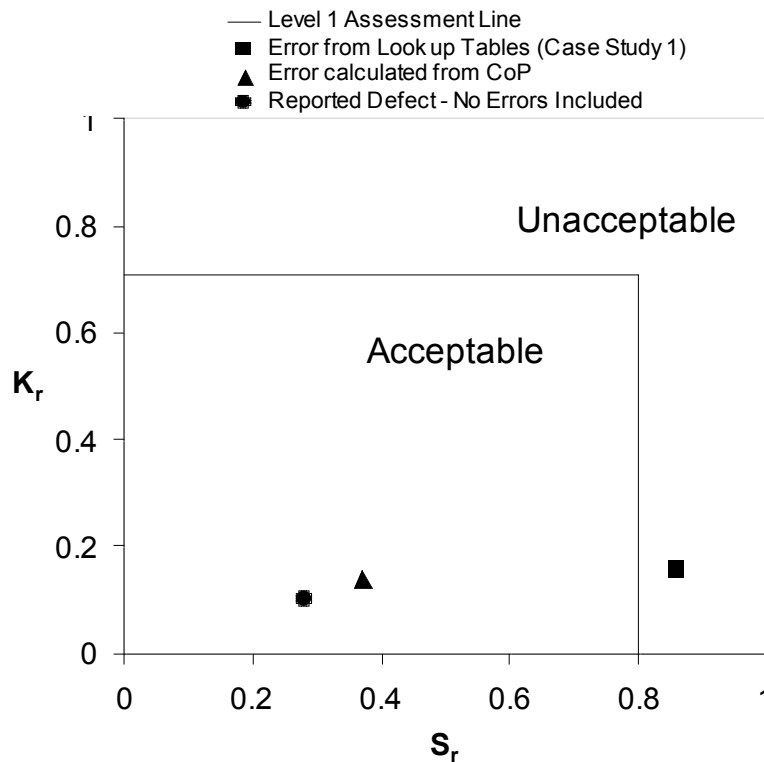 Level 1 Assessment Line
Error from Look up Tables (Case Study 1)
Error calculated from CoP
Reported Defect - No Errors Included
1
Unacceptable
0.8
Acceptable
0.6
Kr
0.4
0.2
0
0 0.2 0.4 0.6 0.8 1
Sr